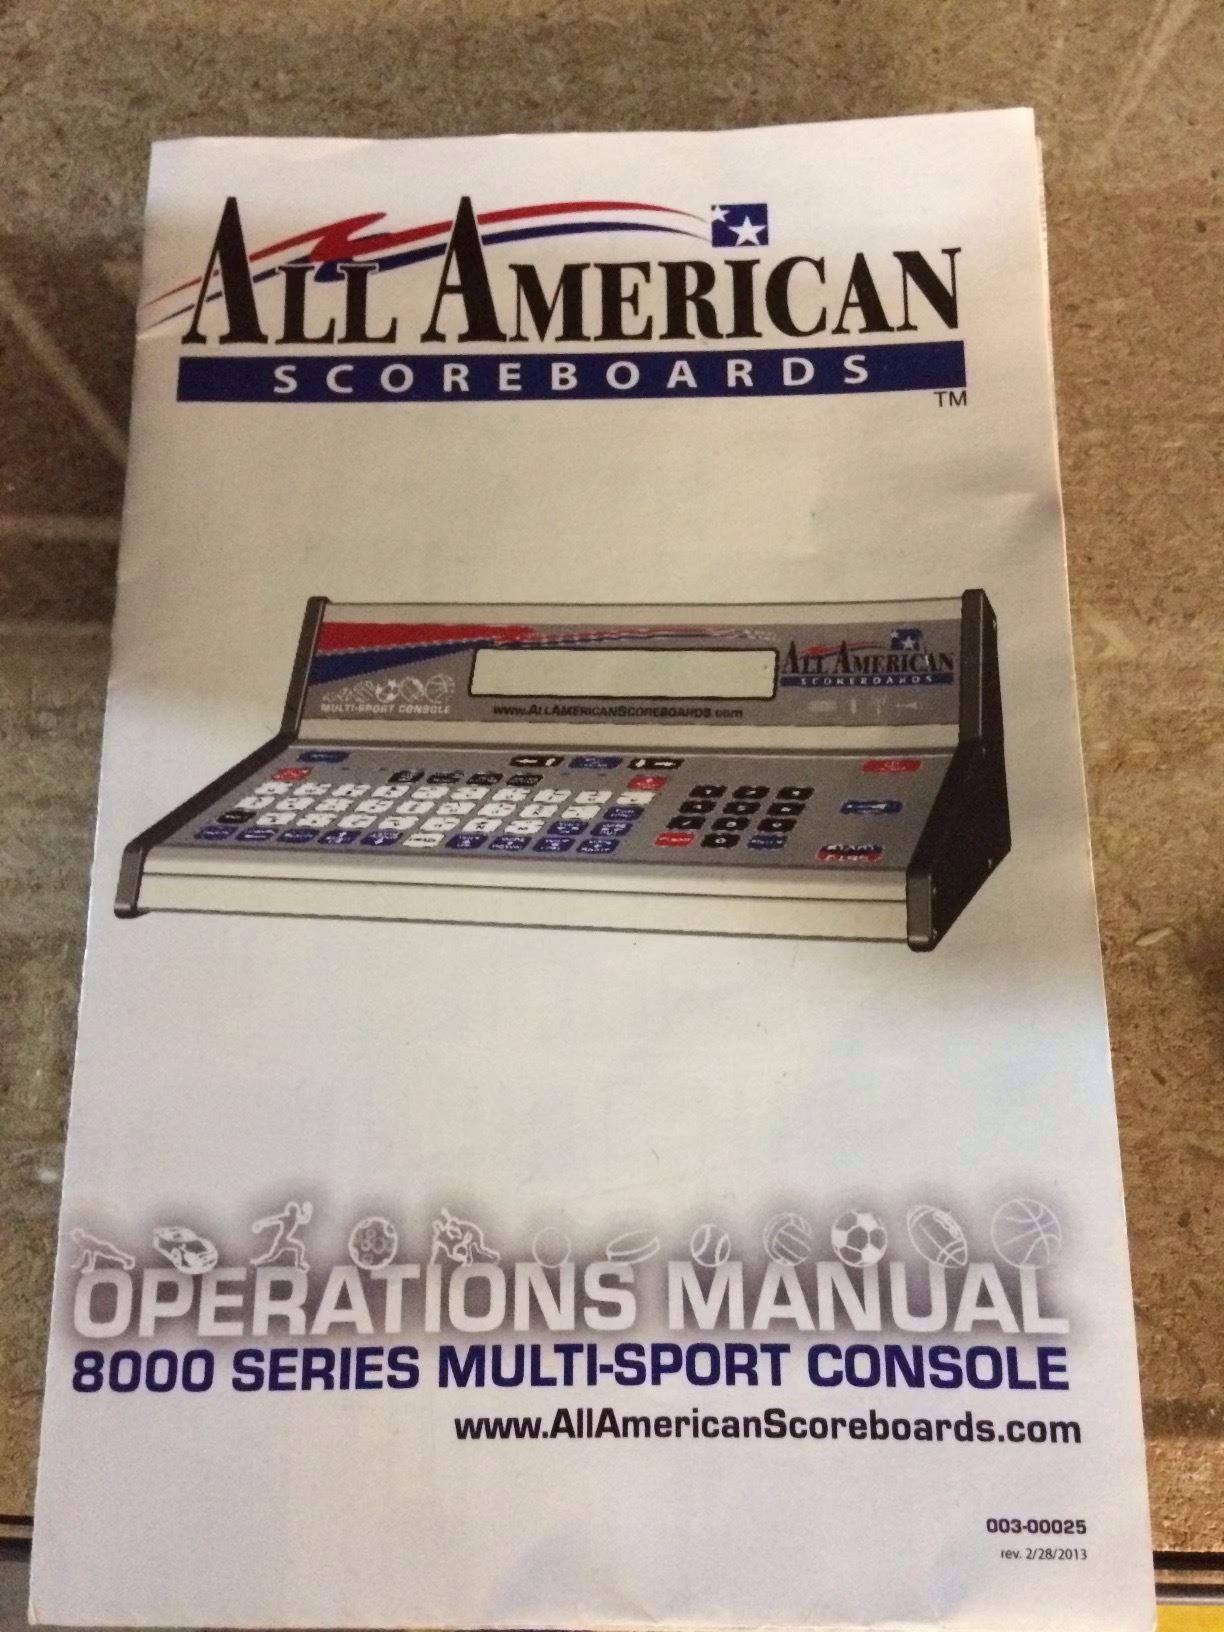 ALL AMERICAN
SCOREBOARDS
TM
ALL AMERICAN
SCOREBOARDS
MULTI-SPORT CONSOLE
www.ALLAMERICANSCOREBOARDS.com
OPERATIONS MANUAL
8000 SERIES MULTI-SPORT CONSOLE
www.AllAmericanScoreboards.com
003-00025
rev. 2/28/2013